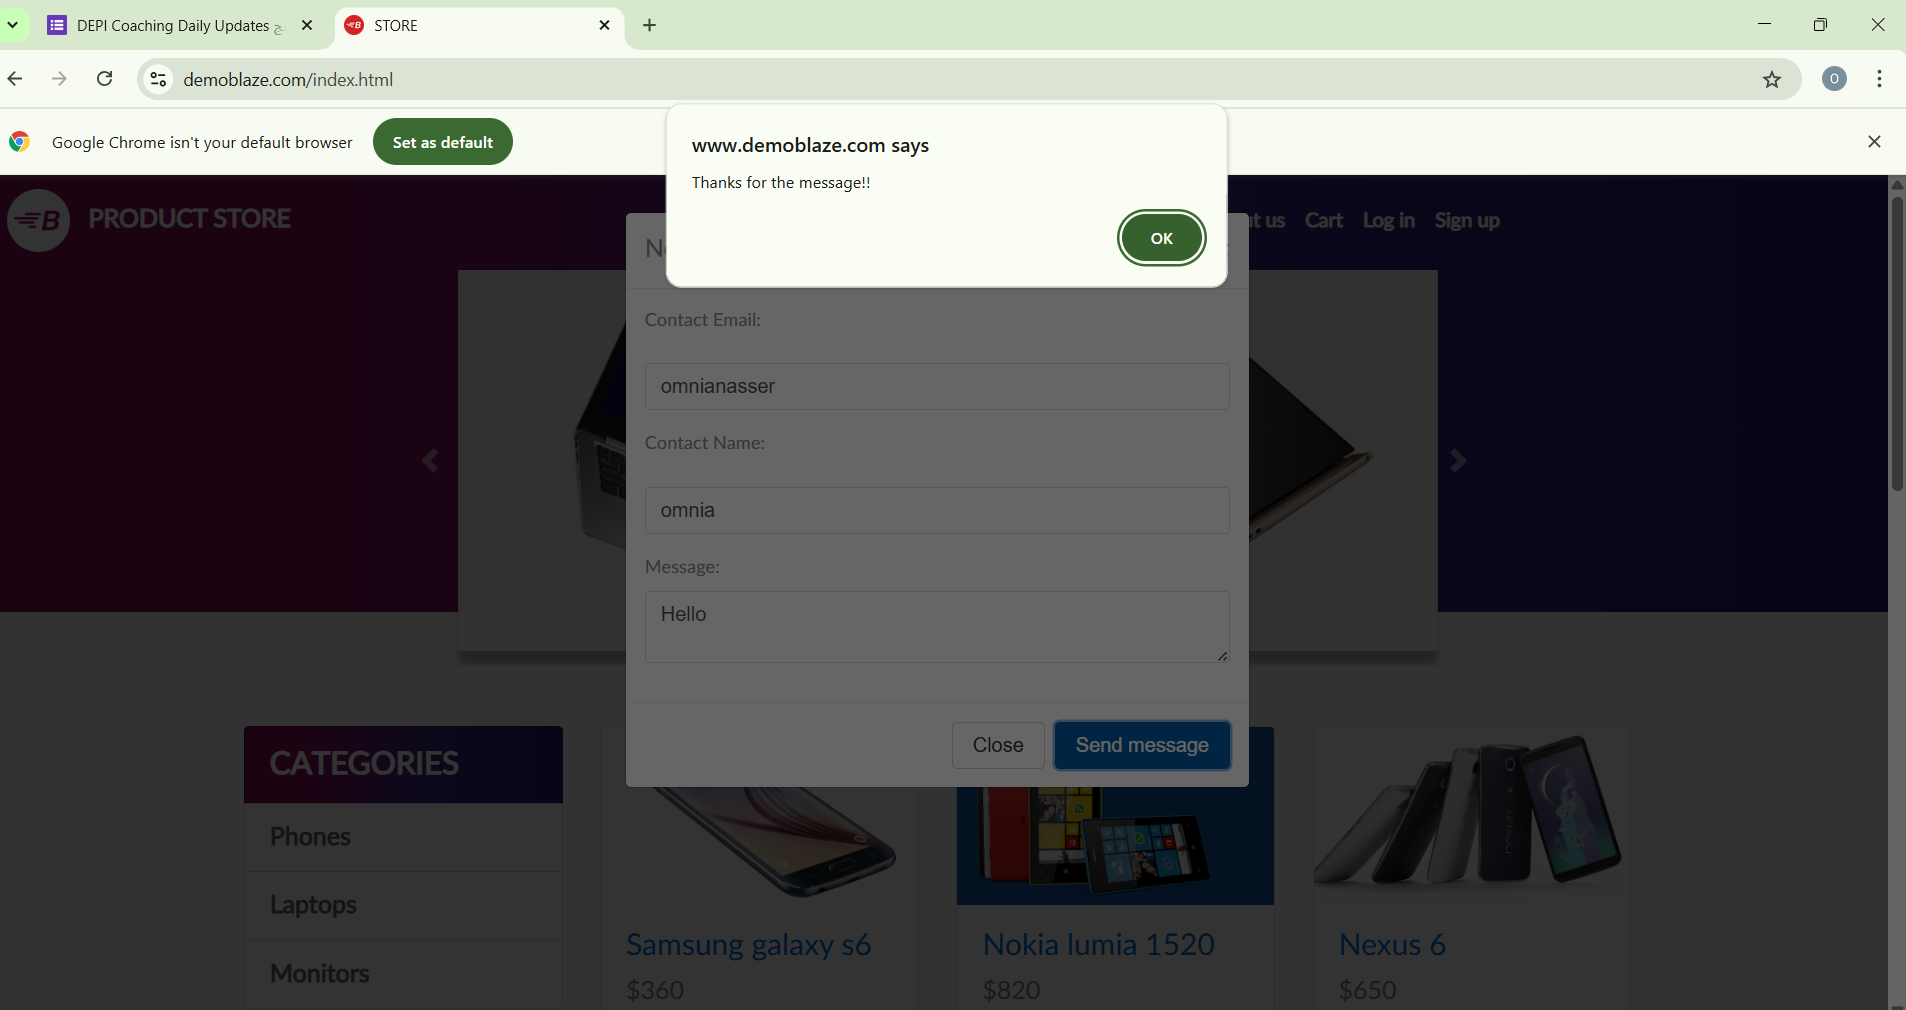 DEPI Coaching Daily Updates
STORE
demoblaze.com/index.html
O
Google Chrome isn't your default browser
Set as default
www.demoblaze.com says
Thanks for the message!!
OK
B
PRODUCT STORE
t us
Cart
Log in
Sign up
Contact Email:
omnianasser
Contact Name:
omnia
Message:
Hello
Close
Send message
CATEGORIES
Phones
Laptops
Monitors
Samsung galaxy s6
$360
Nokia lumia 1520
$820
Nexus 6
$650